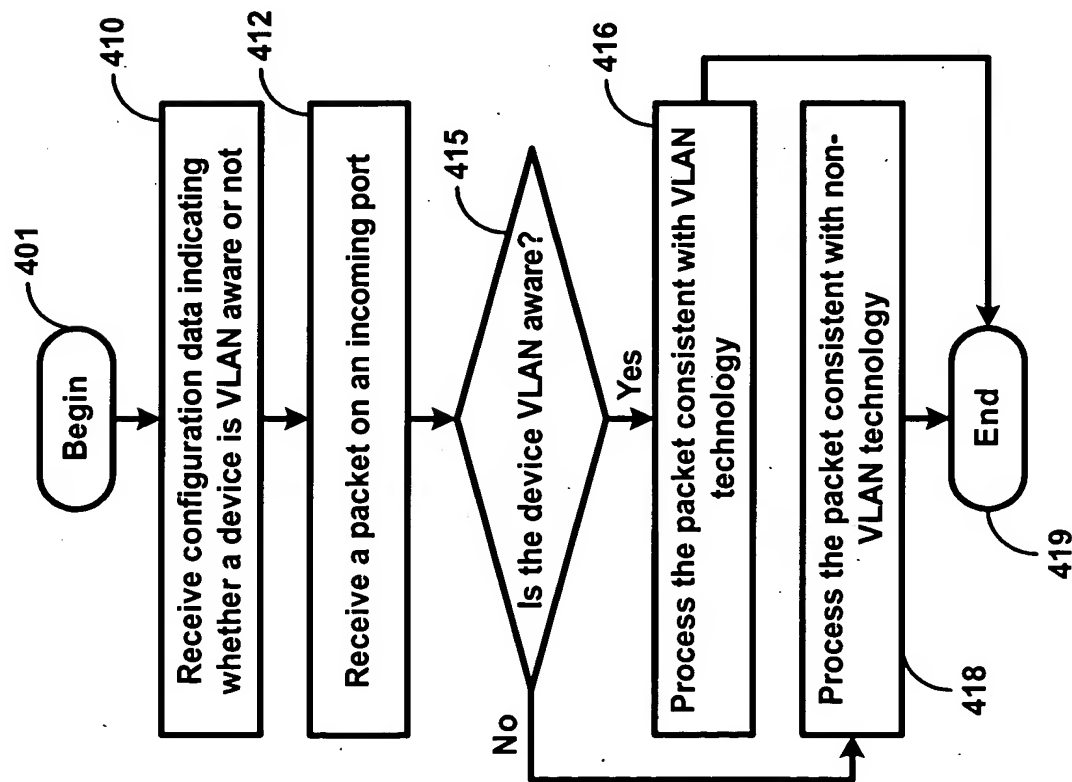 401
Begin
410
Receive configuration data indicating
whether a device is VLAN aware or not
412
Receive a packet on an incoming port
415
Is the device VLAN aware?
No
Yes
416
Process the packet consistent with VLAN
technology
Process the packet consistent with non-
VLAN technology
418
End
419